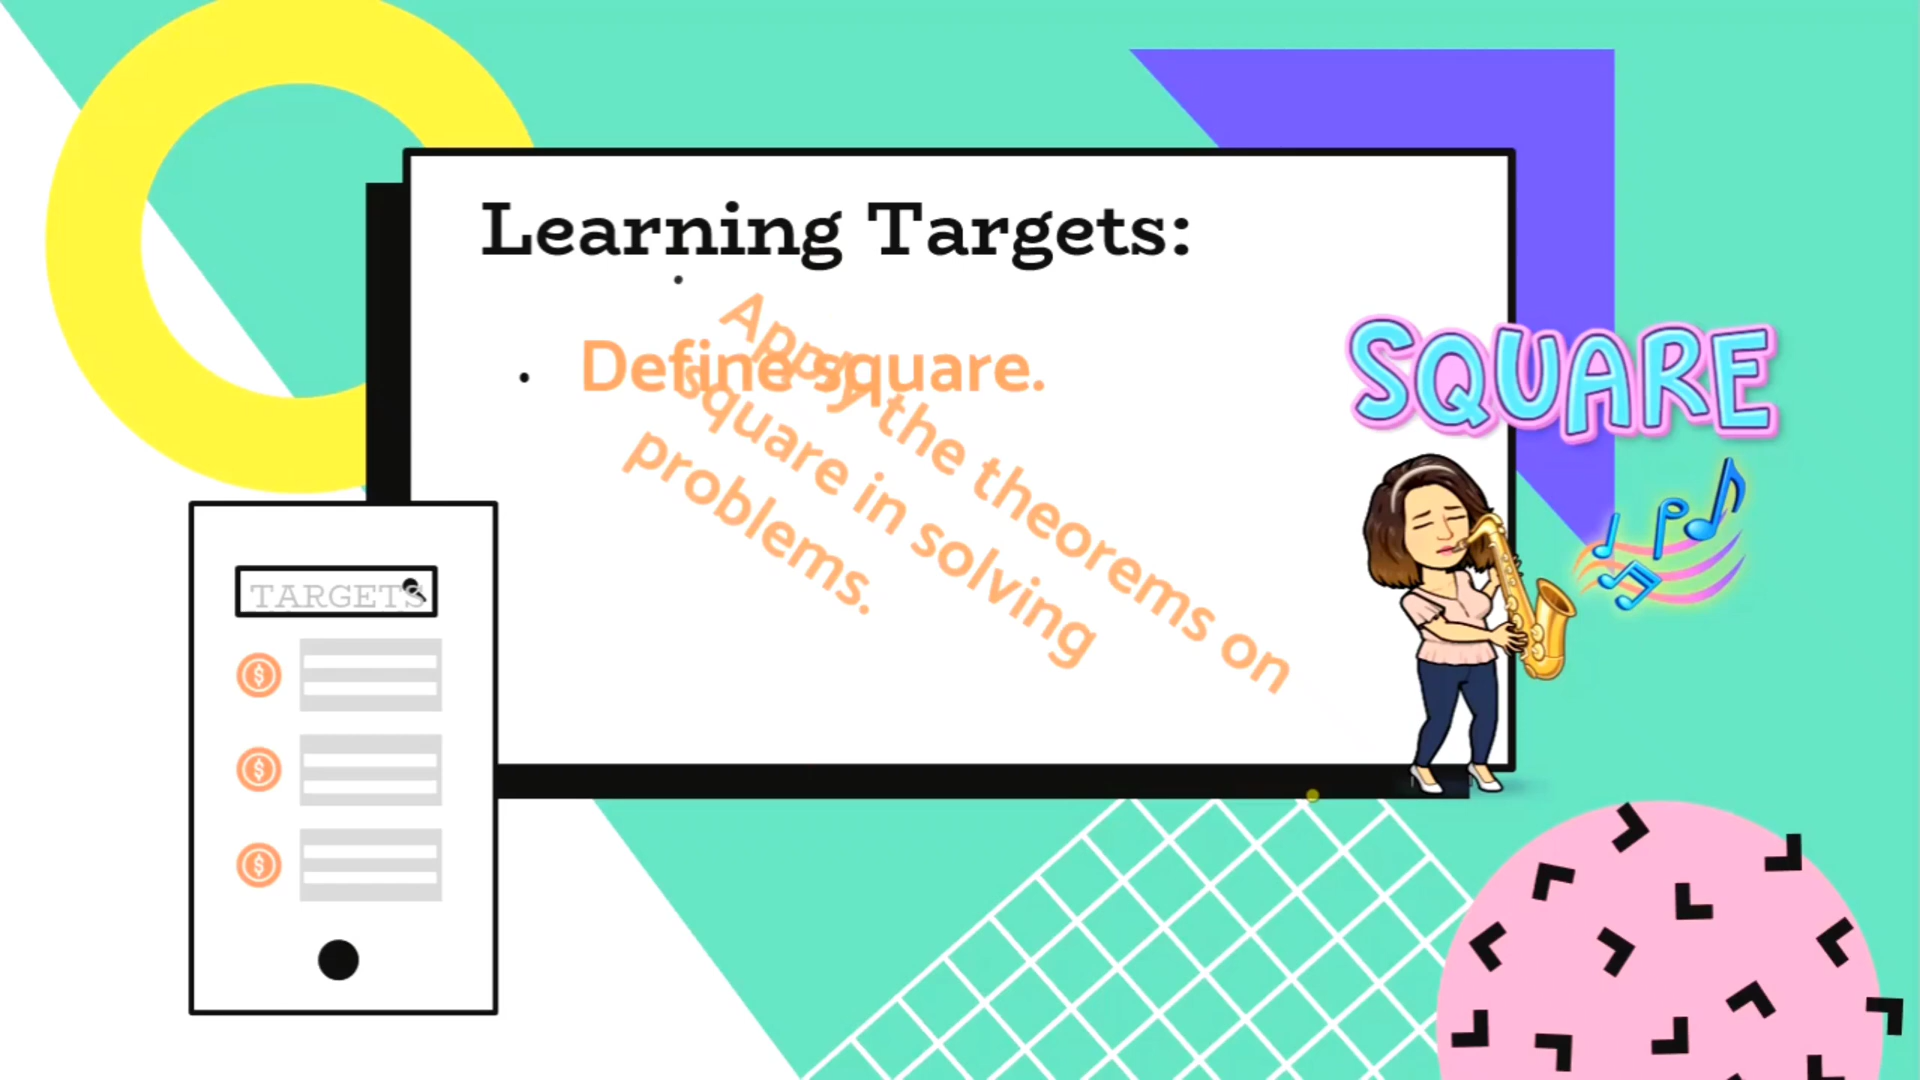 Learning Targets:
• Define square.
• Apply the theorems on
square in solving
problems.
SQUARE
TARGETS
$
$
$